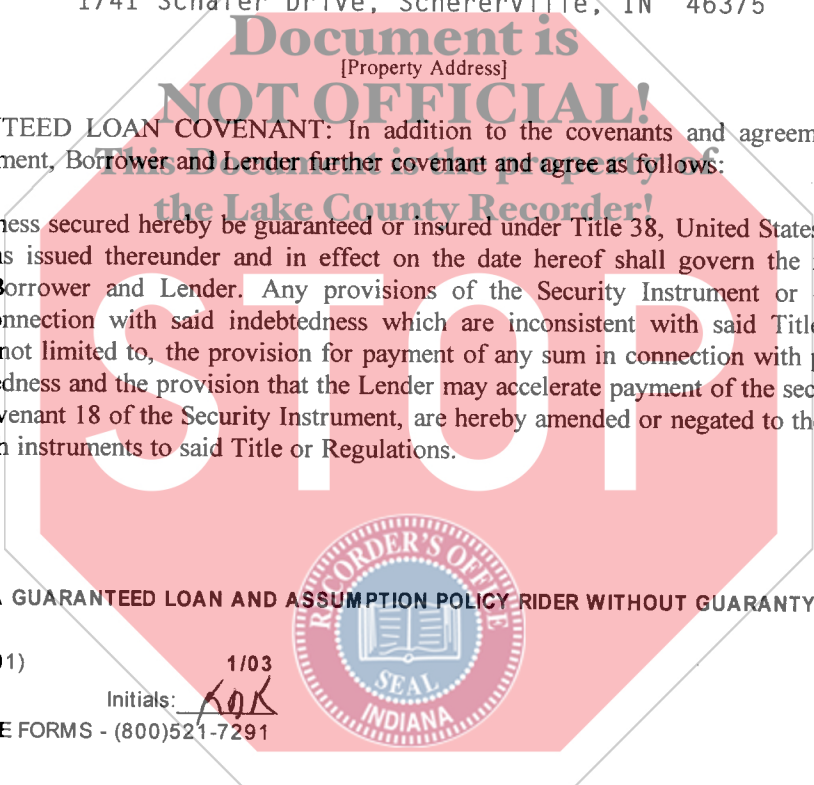 1741 Schafer Drive, Schererville, IN 46375
Document is
[Property Address]
NOT OFFICIAL!
TEED LOAN COVENANT: In addition to the covenants and agreem
ment, Borrower and Lender further covenant and agree as follows:
This Document is the property of
the Lake County Recorder!
ness secured hereby be guaranteed or insured under Title 38, United States
s issued thereunder and in effect on the date hereof shall govern the
Borrower and Lender. Any provisions of the Security Instrument or
nnection with said indebtedness which are inconsistent with said Title
not limited to, the provision for payment of any sum in connection with p
edness and the provision that the Lender may accelerate payment of the sec
venant 18 of the Security Instrument, are hereby amended or negated to the
n instruments to said Title or Regulations.
STOP
RECORDER'S OFFICE
GUARANTEED LOAN AND ASSUMPTION POLICY RIDER WITHOUT GUARANTY
01) 1/03
SEAL
Initials: KDK
INDIANA
E FORMS - (800)521-7291